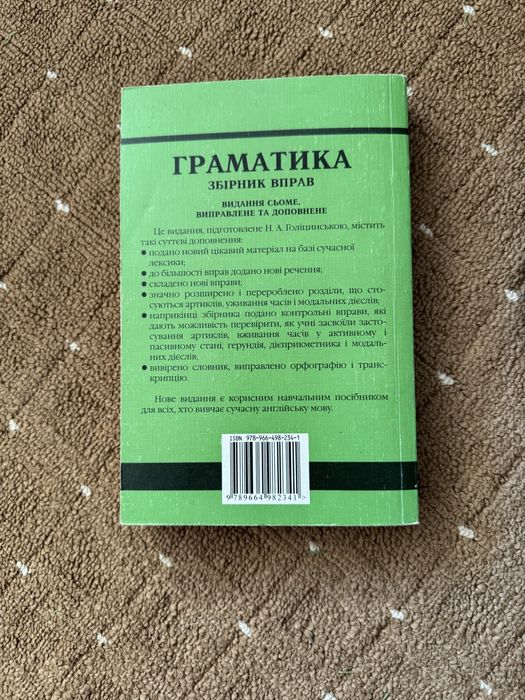 ГРАМАТИКА
ЗБІРНИК ВПРАВ
ВИДАННЯ СЬОМЕ,
ВИПРАВЛЕНЕ ТА ДОПОВНЕНЕ
Це видання, підготовлене Н. А. Голіцинською, містить
такі суттєві доповнення:
● подано новий цікавий матеріал на базі сучасної
лексики;
● до більшості вправ додано нові речення;
● складено нові вправи;
● значно розширено і перероблено розділи, що сто-
суються артиклів, уживання часів і модальних дієслів;
● наприкінці збірника подано контрольні вправи, які
дають можливість перевірити, як учні засвоїли засто-
сування артиклів, вживання часів у активному і
пасивному стані, герундія, дієприкметника і модаль-
них дієслів;
● вивірено словник, виправлено орфографію і транс-
крипцію.
Нове видання є корисним навчальним посібником
для всіх, хто вивчає сучасну англійську мову.
ISBN 978-966-498-234-1
9 789664 982341 >